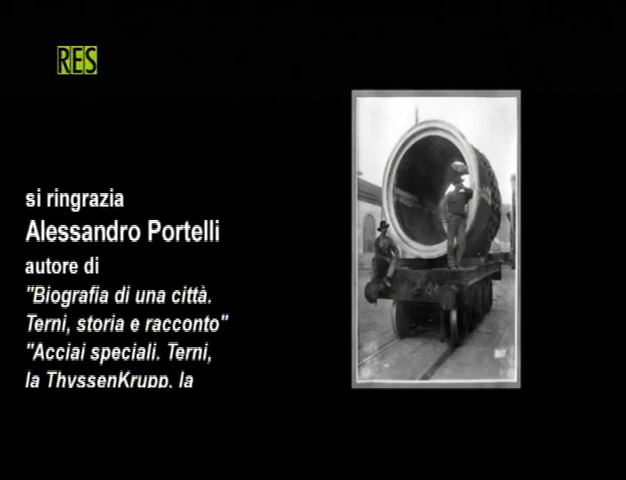 RES
si ringrazia
Alessandro Portelli
autore di
"Biografia di una città.
Terni, storia e racconto"
"Acciai speciali. Terni,
la ThyssenKrupp, la